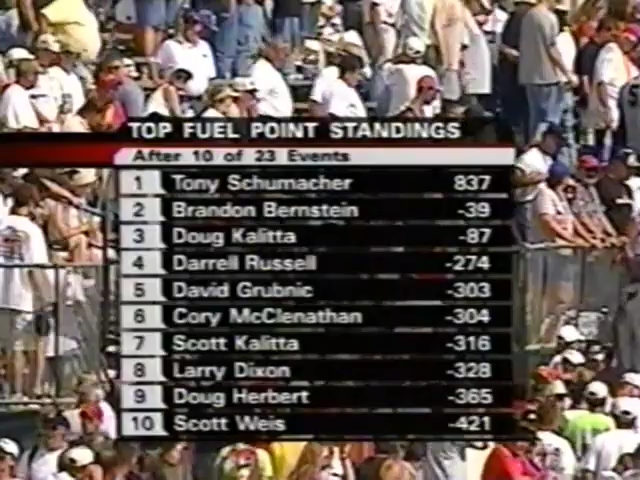 TOP FUEL POINT STANDINGS
After 10 of 23 Events
1 Tony Schumacher 837
2 Brandon Bernstein -39
3 Doug Kalitta -87
4 Darrell Russell -274
5 David Grubnic -303
6 Cory McClenathan -304
7 Scott Kalitta -316
8 Larry Dixon -328
9 Doug Herbert -365
10 Scott Weis -421